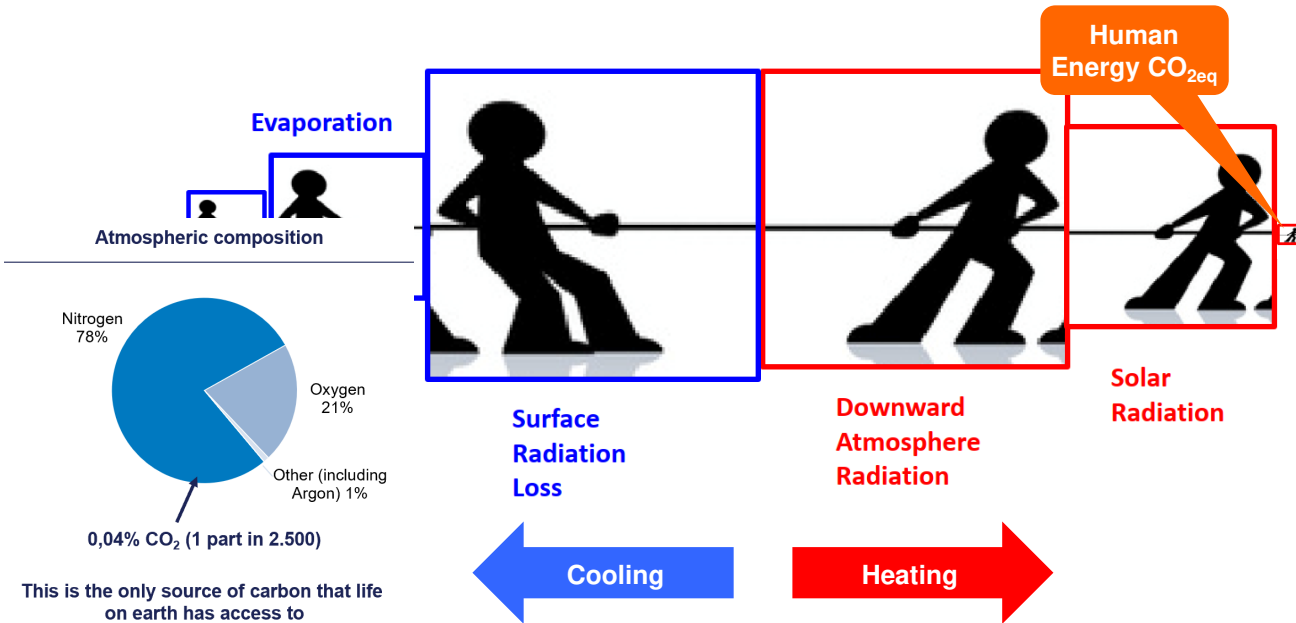 Human
Energy CO₂eq
Evaporation
Atmospheric composition
Nitrogen
78%
Oxygen
21%
Other (including
Argon) 1%
0,04% CO₂ (1 part in 2.500)
This is the only source of carbon that life
on earth has access to
Surface
Radiation
Loss
Downward
Atmosphere
Radiation
Solar
Radiation
Cooling
Heating